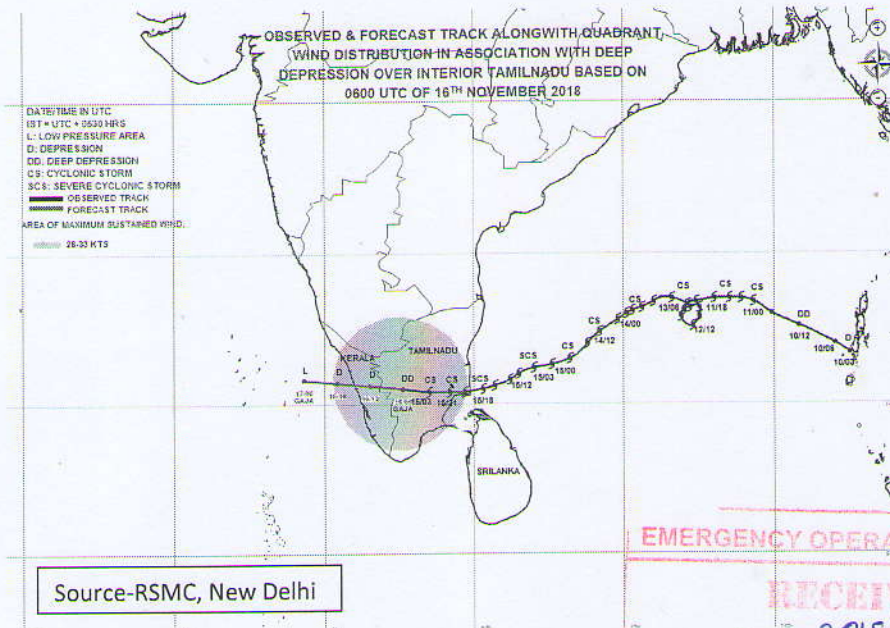 OBSERVED & FORECAST TRACK ALONGWITH QUADRANT
WIND DISTRIBUTION IN ASSOCIATION WITH DEEP
DEPRESSION OVER INTERIOR TAMILNADU BASED ON
0600 UTC OF 16TH NOVEMBER 2018
DATE/TIME IN UTC
IST = UTC + 0530 HRS
L: LOW PRESSURE AREA
D: DEPRESSION
DD: DEEP DEPRESSION
CS: CYCLONIC STORM
SCS: SEVERE CYCLONIC STORM
OBSERVED TRACK
FORECAST TRACK
AREA OF MAXIMUM SUSTAINED WIND:
28-33 KTS
CS
CS
CS
CS
13/06
11/18
11/00
12/12
14/00
DD
10/12
D
10/06
10/03
CS
14/12
CS
15/00
SCS
15/03
15/12
SCS
CS
CS
DD
D
D
L
GAJA
GAJA
KERALA
TAMILNADU
SRILANKA
EMERGENCY OPERA
RECEI
Source-RSMC, New Delhi